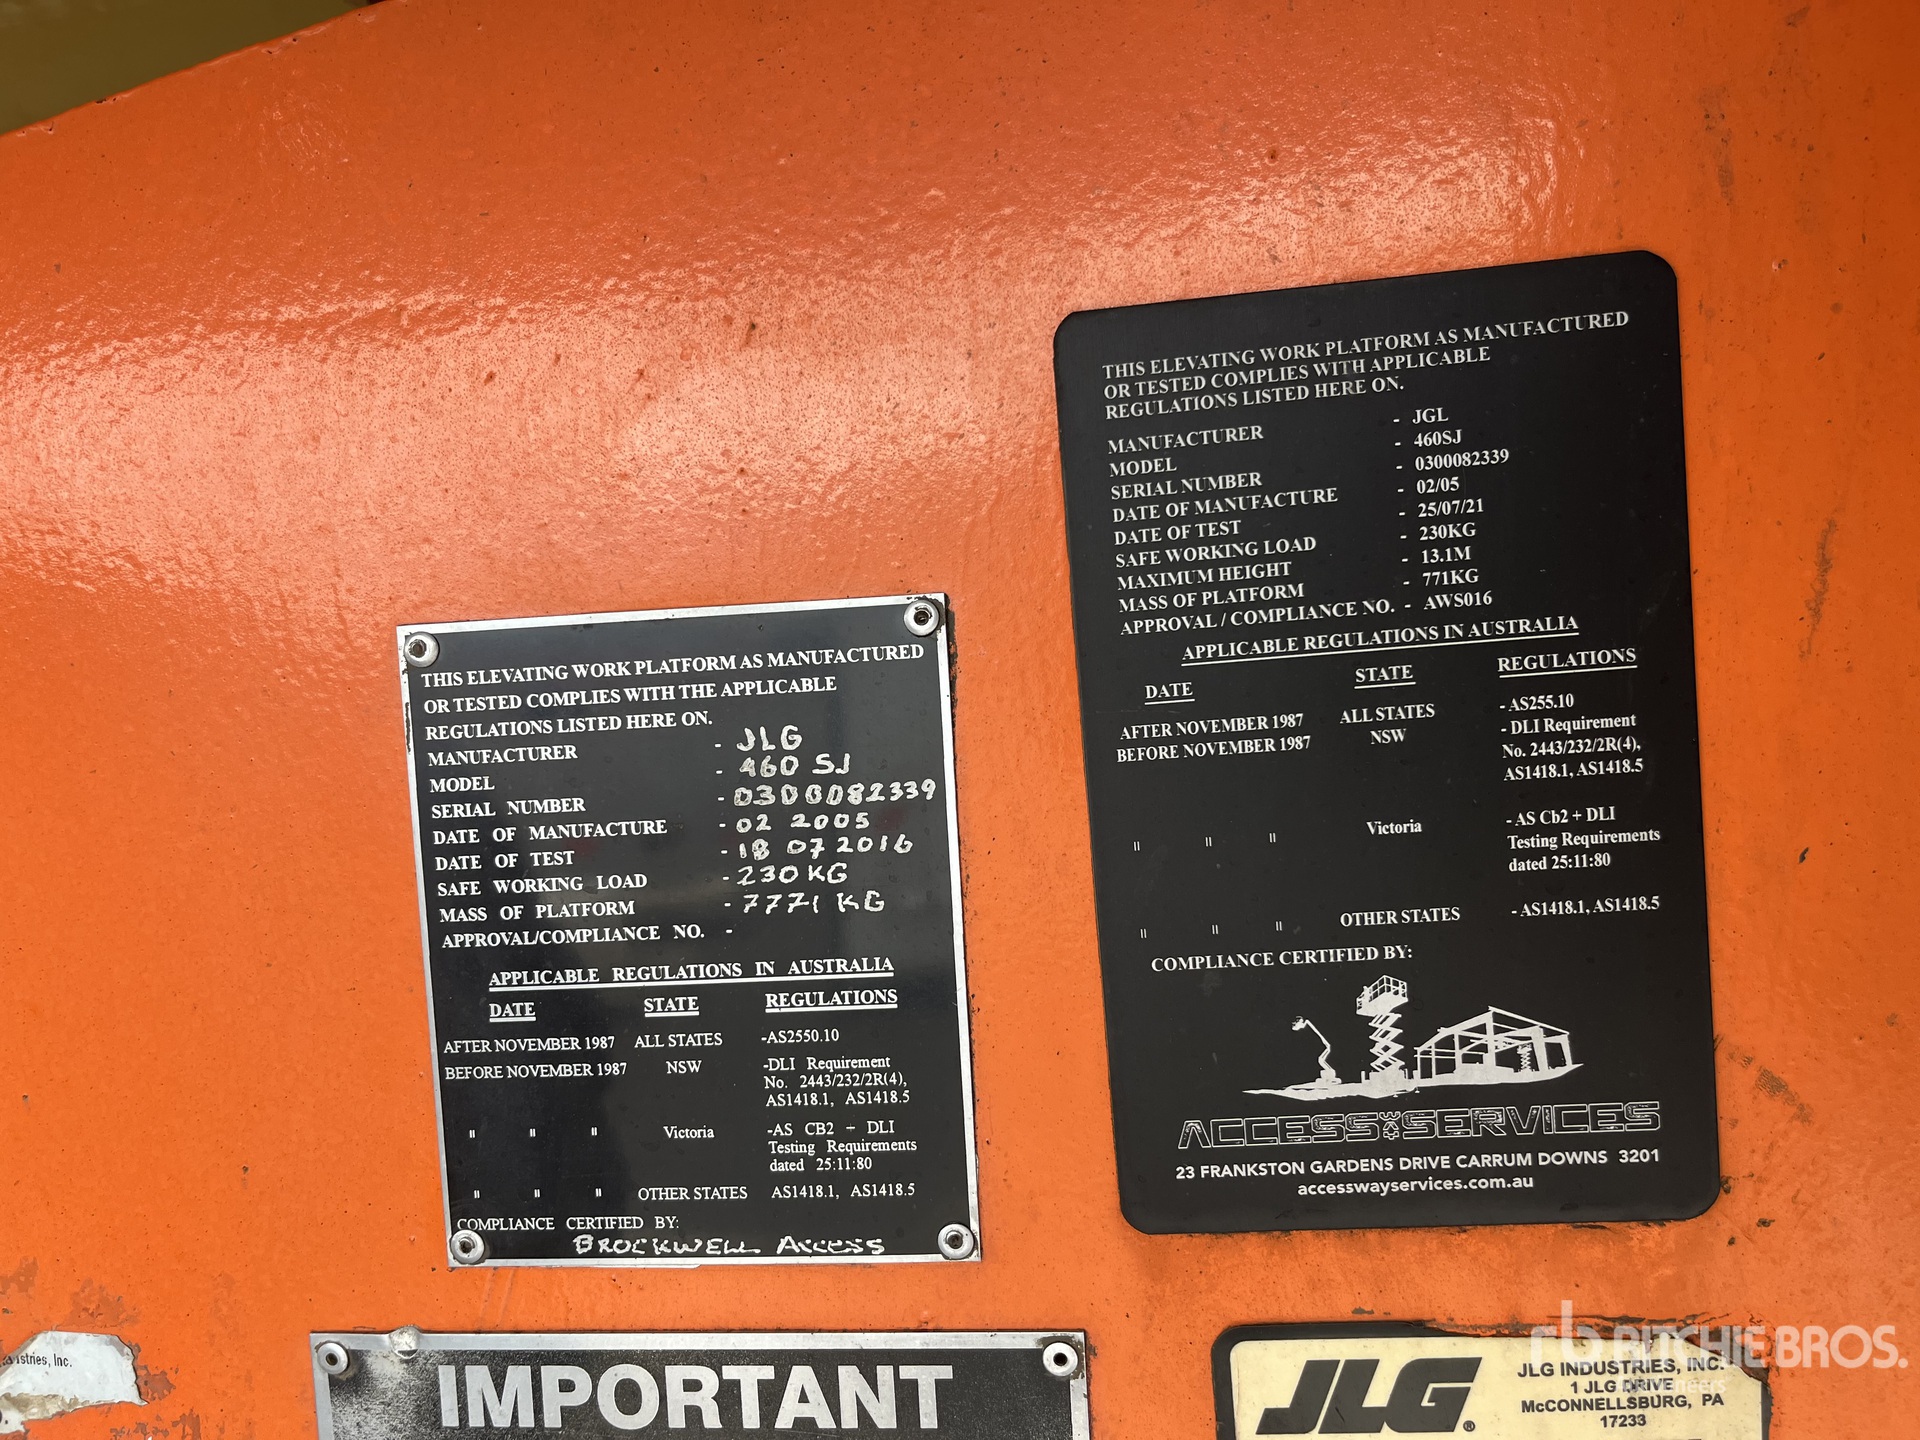 THIS ELEVATING WORK PLATFORM AS MANUFACTURED
OR TESTED COMPLIES WITH THE APPLICABLE
REGULATIONS LISTED HERE ON.
MANUFACTURER - JLG
MODEL - 460 SJ
SERIAL NUMBER - 0300082339
DATE OF MANUFACTURE - 02 2005
DATE OF TEST - 18 07 2016
SAFE WORKING LOAD - 230 KG
MASS OF PLATFORM - 7771 KG
APPROVAL/COMPLIANCE NO. -
APPLICABLE REGULATIONS IN AUSTRALIA
DATE STATE REGULATIONS
AFTER NOVEMBER 1987 ALL STATES -AS2550.10
BEFORE NOVEMBER 1987 NSW -DLI Requirement
No. 2443/232/2R(4),
AS1418.1, AS1418.5
" " " Victoria -AS CB2 + DLI
Testing Requirements
dated 25:11:80
" " " OTHER STATES AS1418.1, AS1418.5
COMPLIANCE CERTIFIED BY:
BROCKWELL ACCESS
THIS ELEVATING WORK PLATFORM AS MANUFACTURED
OR TESTED COMPLIES WITH APPLICABLE
REGULATIONS LISTED HERE ON.
MANUFACTURER - JGL
MODEL - 460SJ
SERIAL NUMBER - 0300082339
DATE OF MANUFACTURE - 02/05
DATE OF TEST - 25/07/21
SAFE WORKING LOAD - 230KG
MAXIMUM HEIGHT - 13.1M
MASS OF PLATFORM - 771KG
APPROVAL / COMPLIANCE NO. - AWS016
APPLICABLE REGULATIONS IN AUSTRALIA
DATE STATE REGULATIONS
AFTER NOVEMBER 1987 ALL STATES - AS255.10
BEFORE NOVEMBER 1987 NSW - DLI Requirement
No. 2443/232/2R(4),
AS1418.1, AS1418.5
" " " Victoria - AS Cb2 + DLI
Testing Requirements
dated 25:11:80
" " " OTHER STATES - AS1418.1, AS1418.5
COMPLIANCE CERTIFIED BY:
ACCESS SERVICES
23 FRANKSTON GARDENS DRIVE CARRUM DOWNS 3201
accesswayservices.com.au
stries, Inc.
IMPORTANT
JLG®
JLG INDUSTRIES, INC.
1 JLG DRIVE
McCONNELLSBURG, PA
17233
rb RITCHIE BROS.